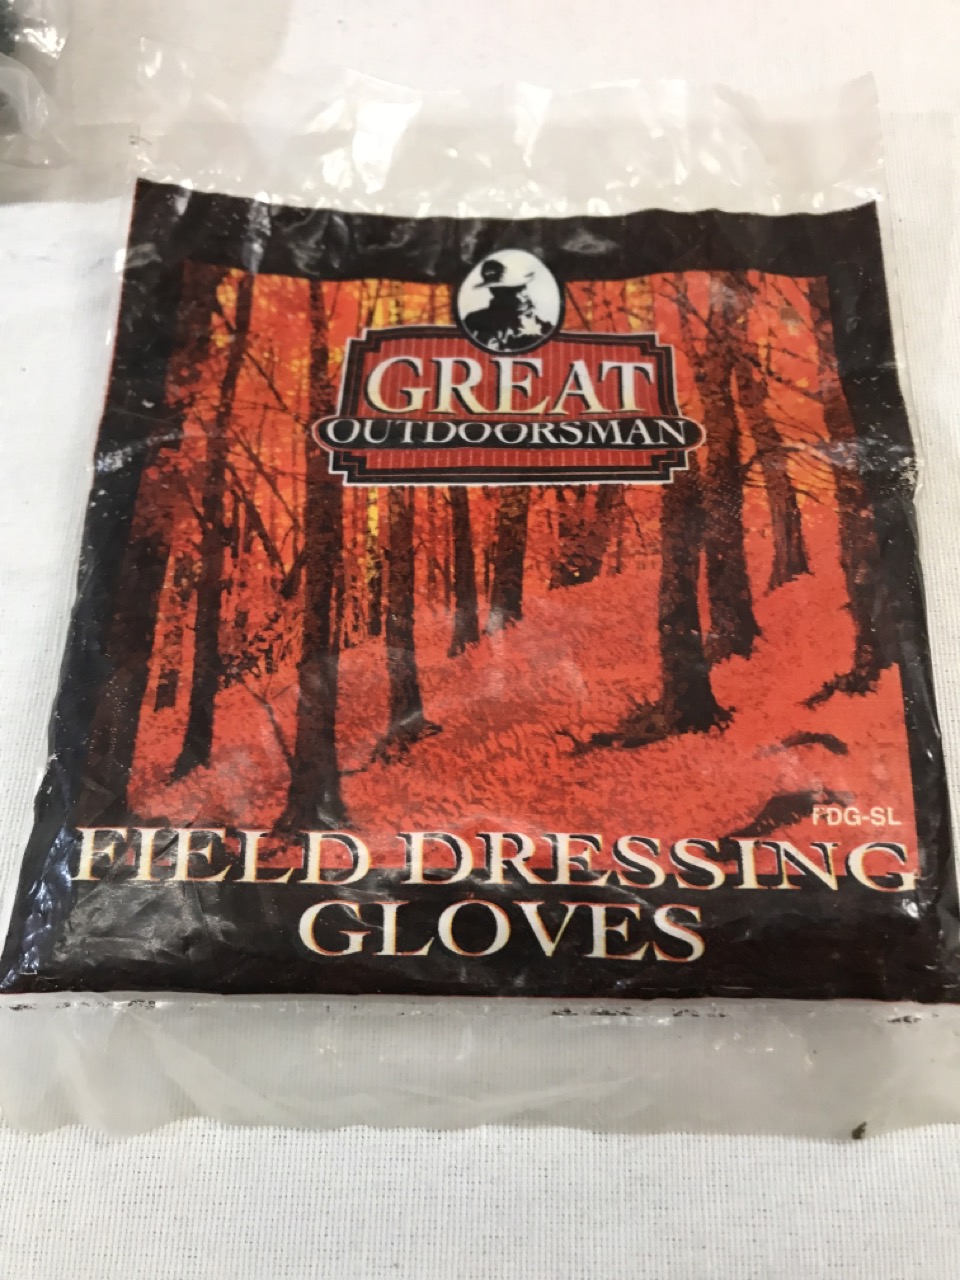 GREAT
OUTDOORSMAN
FDG-SL
FIELD DRESSING
GLOVES